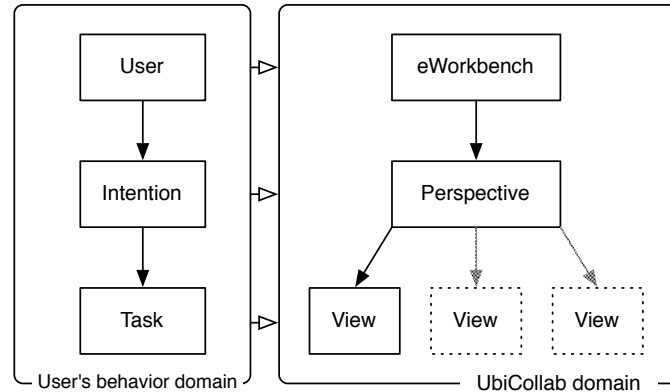 User
eWorkbench
Intention
Perspective
Task
View
View
View
User's behavior domain
UbiCollab domain